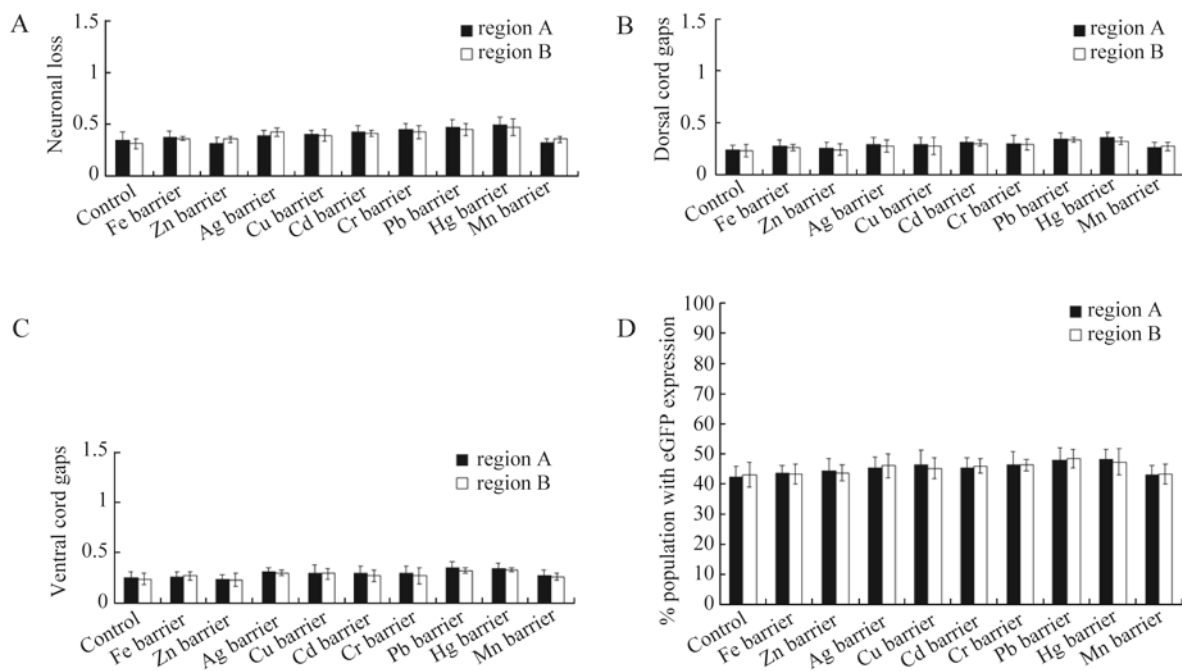 A
Neuronal loss
1.5
1
0.5
0
region A
region B
Control
Fe barrier
Zn barrier
Ag barrier
Cu barrier
Cd barrier
Cr barrier
Pb barrier
Hg barrier
Mn barrier
B
Dorsal cord gaps
1.5
1
0.5
0
region A
region B
Control
Fe barrier
Zn barrier
Ag barrier
Cu barrier
Cd barrier
Cr barrier
Pb barrier
Hg barrier
Mn barrier
C
Ventral cord gaps
1.5
1
0.5
0
region A
region B
Control
Fe barrier
Zn barrier
Ag barrier
Cu barrier
Cd barrier
Cr barrier
Pb barrier
Hg barrier
Mn barrier
D
% population with eGFP expression
100
90
80
70
60
50
40
30
20
10
0
region A
region B
Control
Fe barrier
Zn barrier
Ag barrier
Cu barrier
Cd barrier
Cr barrier
Pb barrier
Hg barrier
Mn barrier